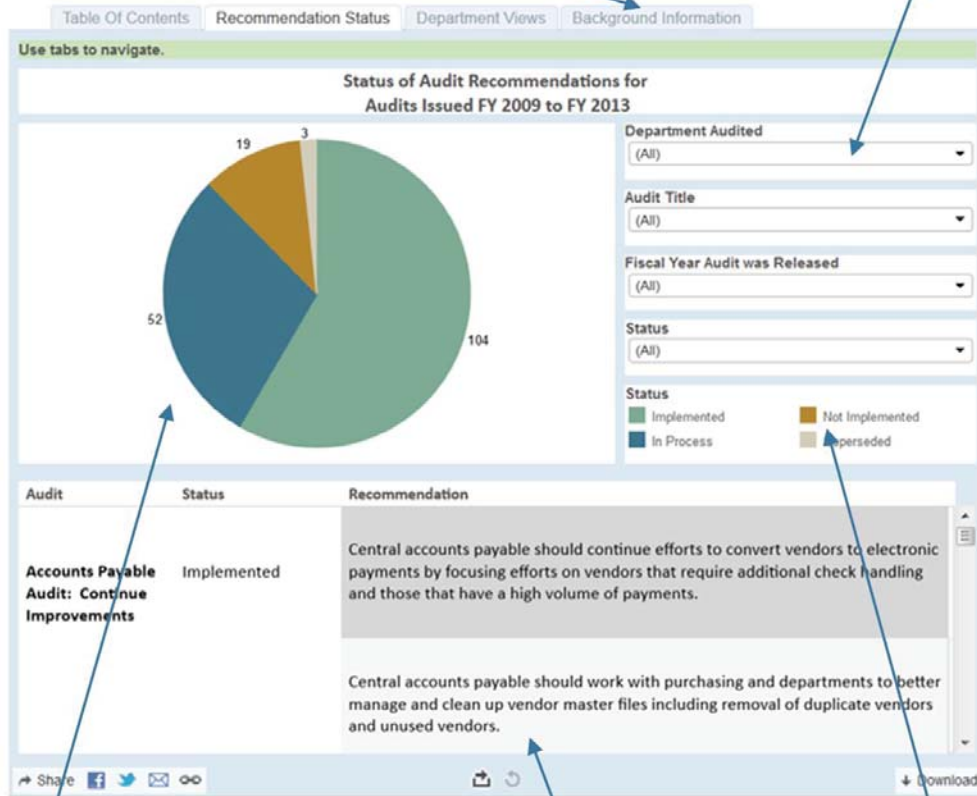 Table Of Contents Recommendation Status Department Views Background Information
Use tabs to navigate.
Status of Audit Recommendations for
Audits Issued FY 2009 to FY 2013
3
19
52
104
Department Audited
(All)
Audit Title
(All)
Fiscal Year Audit was Released
(All)
Status
(All)
Status
Implemented Not Implemented
In Process Superseded
Audit Status Recommendation
Accounts Payable
Audit: Continue
Improvements
Implemented
Central accounts payable should continue efforts to convert vendors to electronic
payments by focusing efforts on vendors that require additional check handling
and those that have a high volume of payments.
Central accounts payable should work with purchasing and departments to better
manage and clean up vendor master files including removal of duplicate vendors
and unused vendors.
Share Download